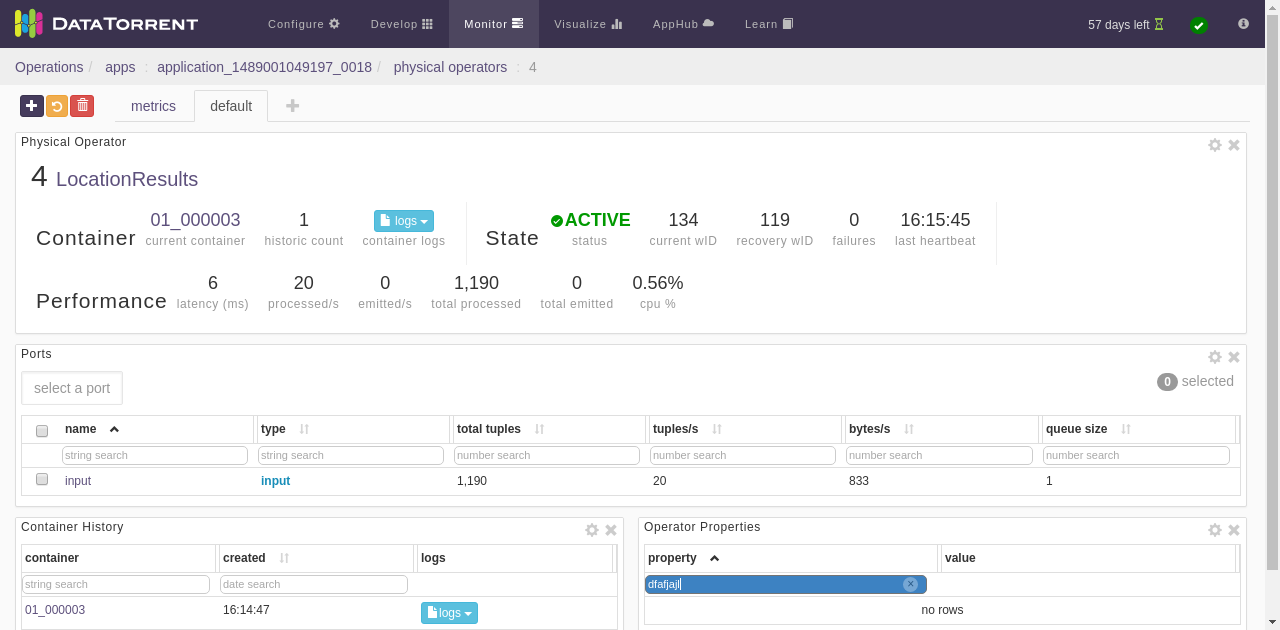 DATATORRENT Configure Develop Monitor Visualize AppHub Learn 57 days left
Operations / apps : application_1489001049197_0018 / physical operators : 4
metrics default
Physical Operator
4 LocationResults
Container 01_000003 current container 1 historic count logs container logs State ACTIVE status 134 current wID 119 recovery wID 0 failures 16:15:45 last heartbeat
Performance 6 latency (ms) 20 processed/s 0 emitted/s 1,190 total processed 0 total emitted 0.56% cpu %
Ports
select a port 0 selected
name type total tuples tuples/s bytes/s queue size
string search string search number search number search number search number search
input input 1,190 20 833 1
Container History
container created logs
string search date search
01_000003 16:14:47 logs
Operator Properties
property value
dfafjajl
no rows